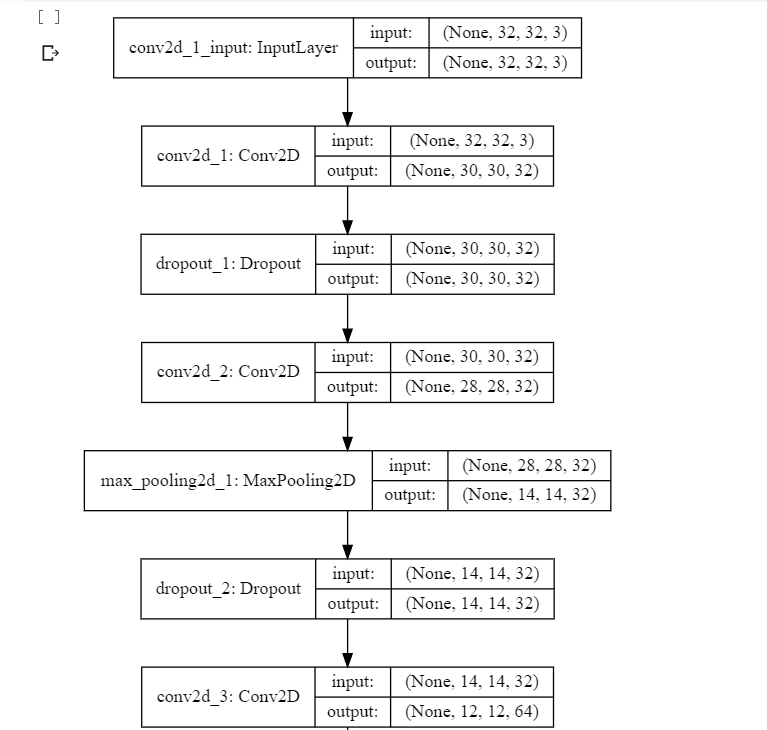 [ ]
input: (None, 32, 32, 3)
conv2d_1_input: InputLayer
output: (None, 32, 32, 3)
input: (None, 32, 32, 3)
conv2d_1: Conv2D
output: (None, 30, 30, 32)
input: (None, 30, 30, 32)
dropout_1: Dropout
output: (None, 30, 30, 32)
input: (None, 30, 30, 32)
conv2d_2: Conv2D
output: (None, 28, 28, 32)
input: (None, 28, 28, 32)
max_pooling2d_1: MaxPooling2D
output: (None, 14, 14, 32)
input: (None, 14, 14, 32)
dropout_2: Dropout
output: (None, 14, 14, 32)
input: (None, 14, 14, 32)
conv2d_3: Conv2D
output: (None, 12, 12, 64)